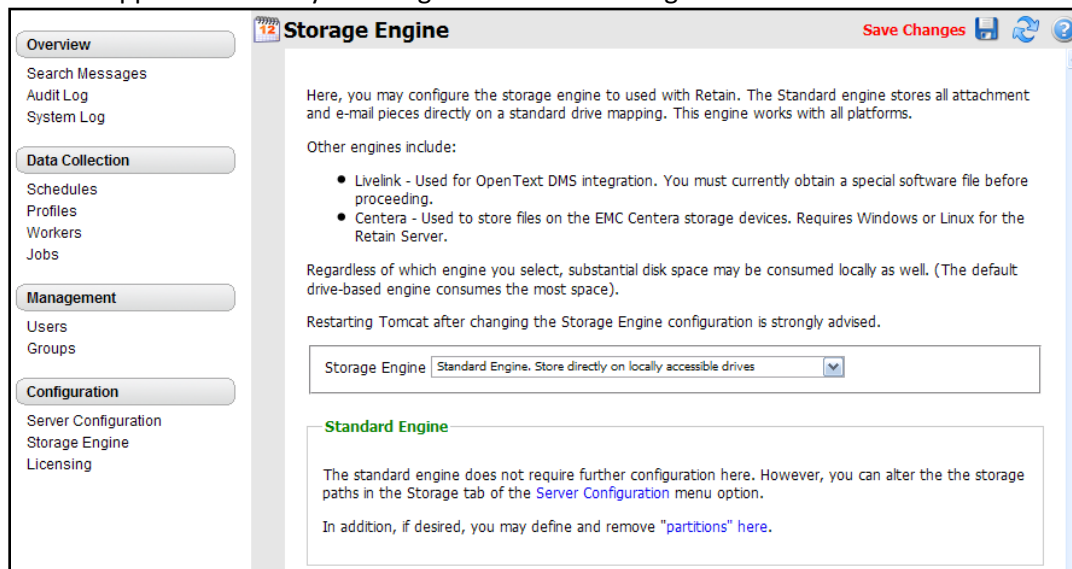 12
Storage Engine
Save Changes
Overview
Search Messages
Audit Log
System Log
Data Collection
Schedules
Profiles
Workers
Jobs
Management
Users
Groups
Configuration
Server Configuration
Storage Engine
Licensing
Here, you may configure the storage engine to used with Retain. The Standard engine stores all attachment
and e-mail pieces directly on a standard drive mapping. This engine works with all platforms.
Other engines include:
● Livelink - Used for OpenText DMS integration. You must currently obtain a special software file before
proceeding.
● Centera - Used to store files on the EMC Centera storage devices. Requires Windows or Linux for the
Retain Server.
Regardless of which engine you select, substantial disk space may be consumed locally as well. (The default
drive-based engine consumes the most space).
Restarting Tomcat after changing the Storage Engine configuration is strongly advised.
Storage Engine Standard Engine. Store directly on locally accessible drives
Standard Engine
The standard engine does not require further configuration here. However, you can alter the the storage
paths in the Storage tab of the Server Configuration menu option.
In addition, if desired, you may define and remove "partitions" here.